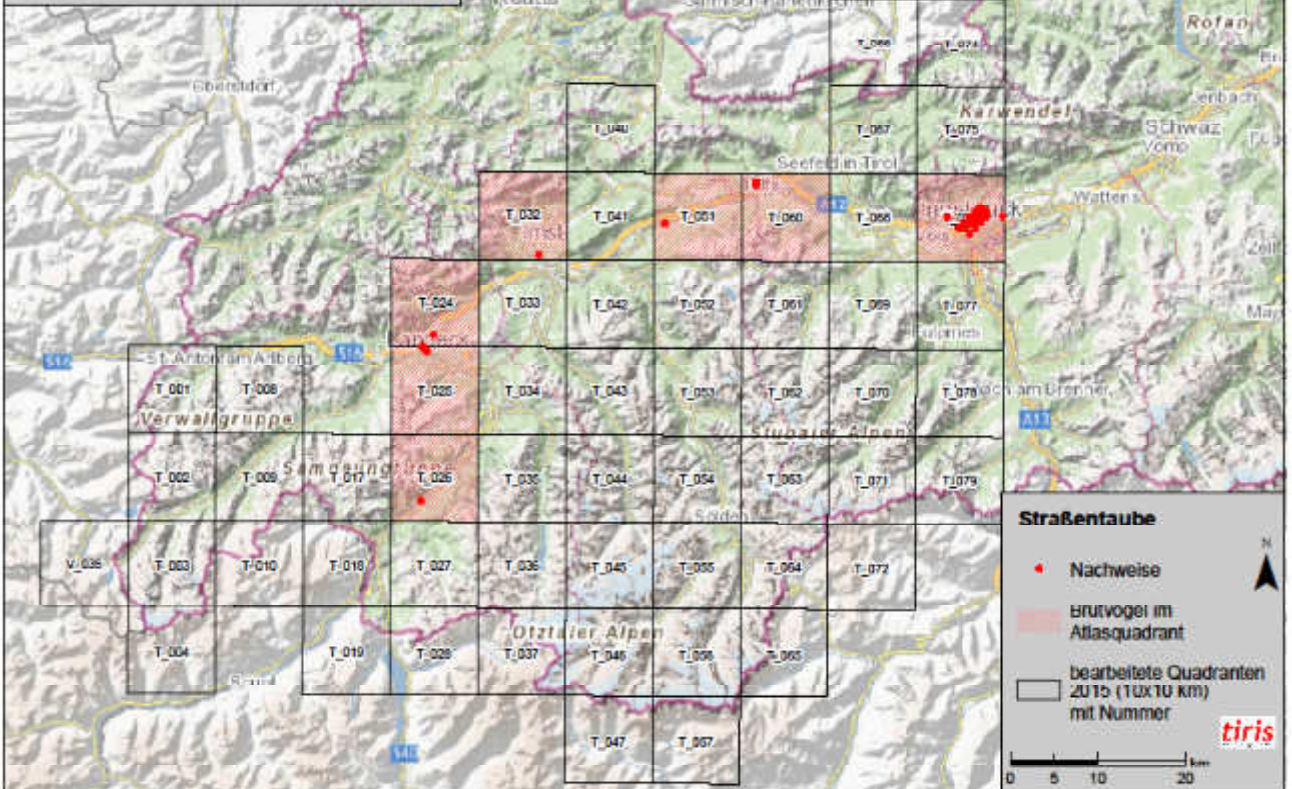 Rofan
T_066
T_074
Oberstdorf
Jenbach
T_040
T_067
T_075
Karwendel
Schwaz
Vomp
Seefeld in Tirol
T_032
T_041
T_051
T_060
A12
T_068
Wattens
T_024
T_033
T_042
T_052
T_061
T_069
T_077
Fulpmes
S16
St. Anton am Arlberg
S16
T_001
T_008
T_025
T_034
T_043
T_053
T_062
T_070
T_078
A13
Verwallgruppe
Stubaier Alpen
T_002
T_009
Samnaungruppe
T_017
T_026
T_035
T_044
T_054
T_063
T_071
T_079
Sölden
V_036
T_003
T_010
T_018
T_027
T_036
T_045
T_055
T_064
T_072
Ötztaler Alpen
T_004
T_019
T_028
T_037
T_046
T_056
T_065
T_047
T_057
S40
Straßentaube
N
Nachweise
Brutvögel im
Atlasquadrant
bearbeitete Quadranten
2015 (10x10 km)
mit Nummer
tiris
km
0 5 10 20